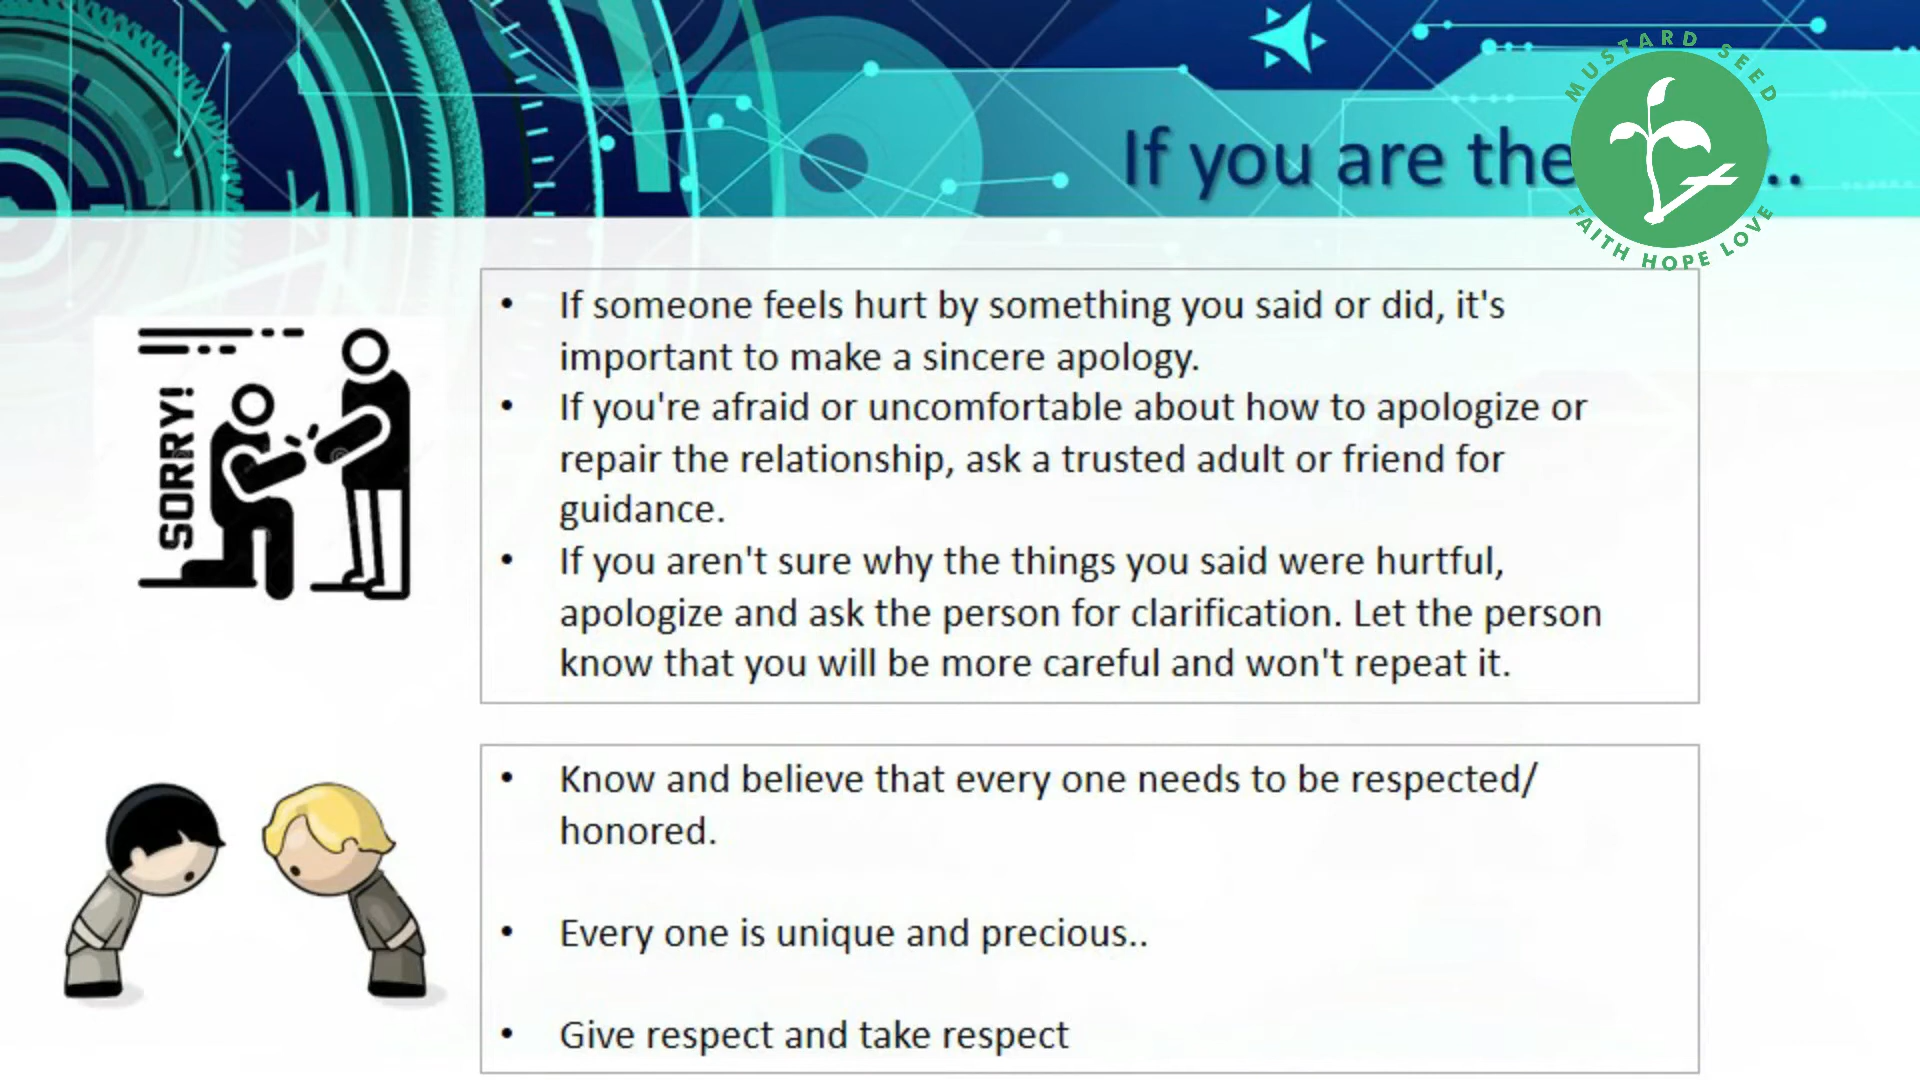 MUSTARD SEED
If you are the ..
FAITH HOPE LOVE
SORRY!
• If someone feels hurt by something you said or did, it's
important to make a sincere apology.
• If you're afraid or uncomfortable about how to apologize or
repair the relationship, ask a trusted adult or friend for
guidance.
• If you aren't sure why the things you said were hurtful,
apologize and ask the person for clarification. Let the person
know that you will be more careful and won't repeat it.
• Know and believe that every one needs to be respected/
honored.
• Every one is unique and precious..
• Give respect and take respect